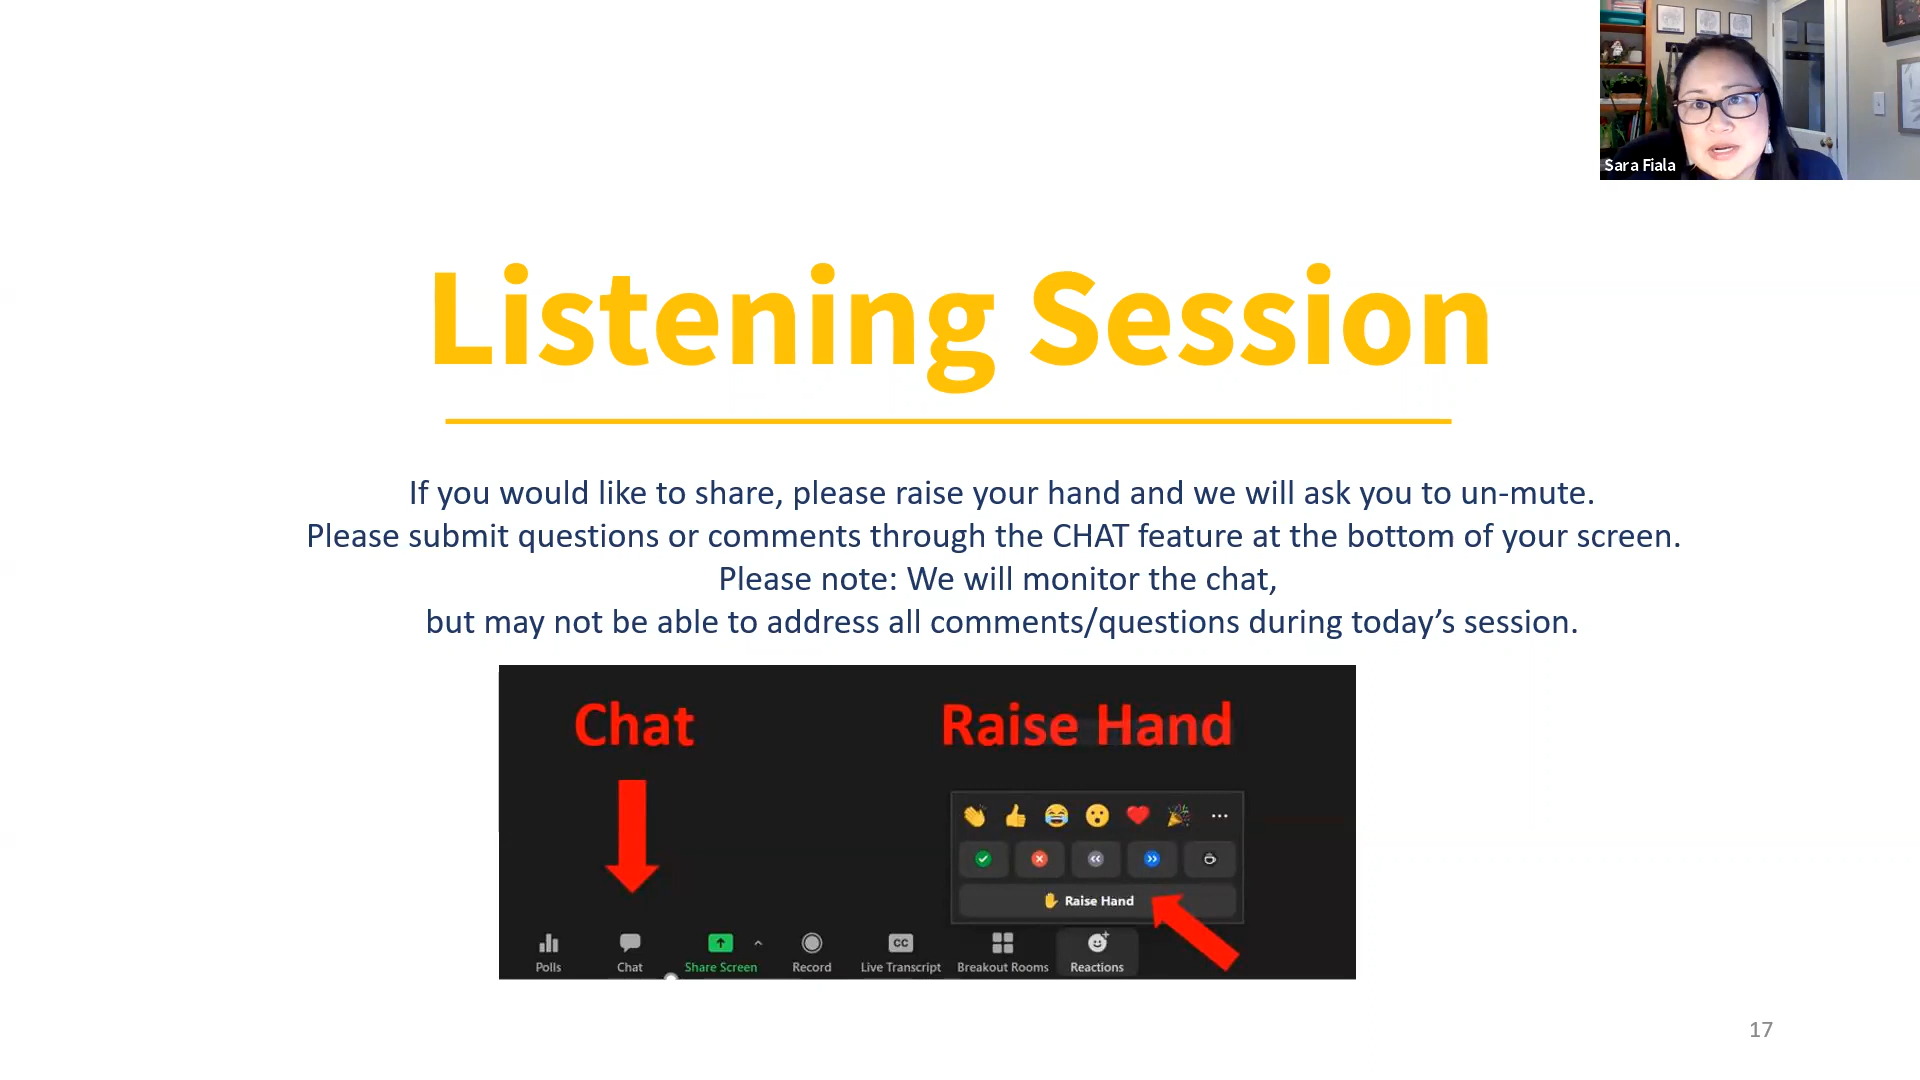 Sara Fiala
Listening Session
If you would like to share, please raise your hand and we will ask you to un-mute.
Please submit questions or comments through the CHAT feature at the bottom of your screen.
Please note: We will monitor the chat,
but may not be able to address all comments/questions during today’s session.
Chat
Raise Hand
Raise Hand
CC
Polls
Chat
Share Screen
Record
Live Transcript
Breakout Rooms
Reactions
17